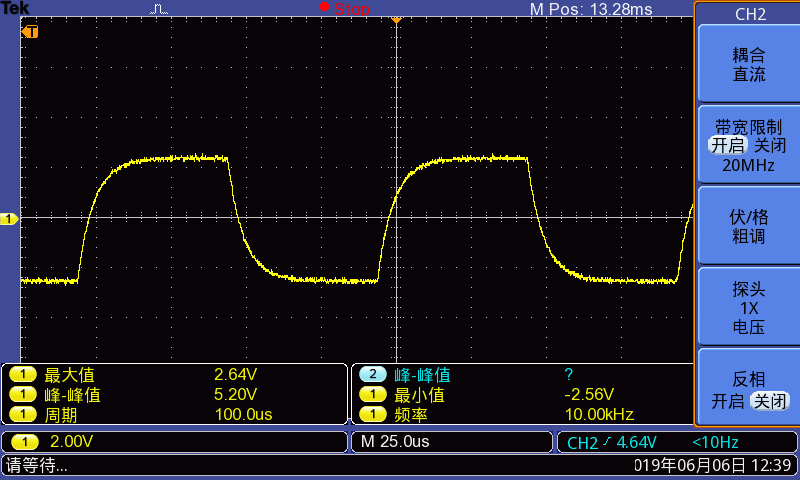 Tek
Stop
M Pos: 13.28ms
CH2
T
耦合
直流
带宽限制
开启 关闭
20MHz
1
伏/格
粗调
探头
1X
电压
反相
开启 关闭
1 最大值 2.64V
1 峰-峰值 5.20V
1 周期 100.0us
2 峰-峰值 ?
1 最小值 -2.56V
1 频率 10.00kHz
1 2.00V
M 25.0us
CH2 4.64V <10Hz
请等待...
019年06月06日 12:39